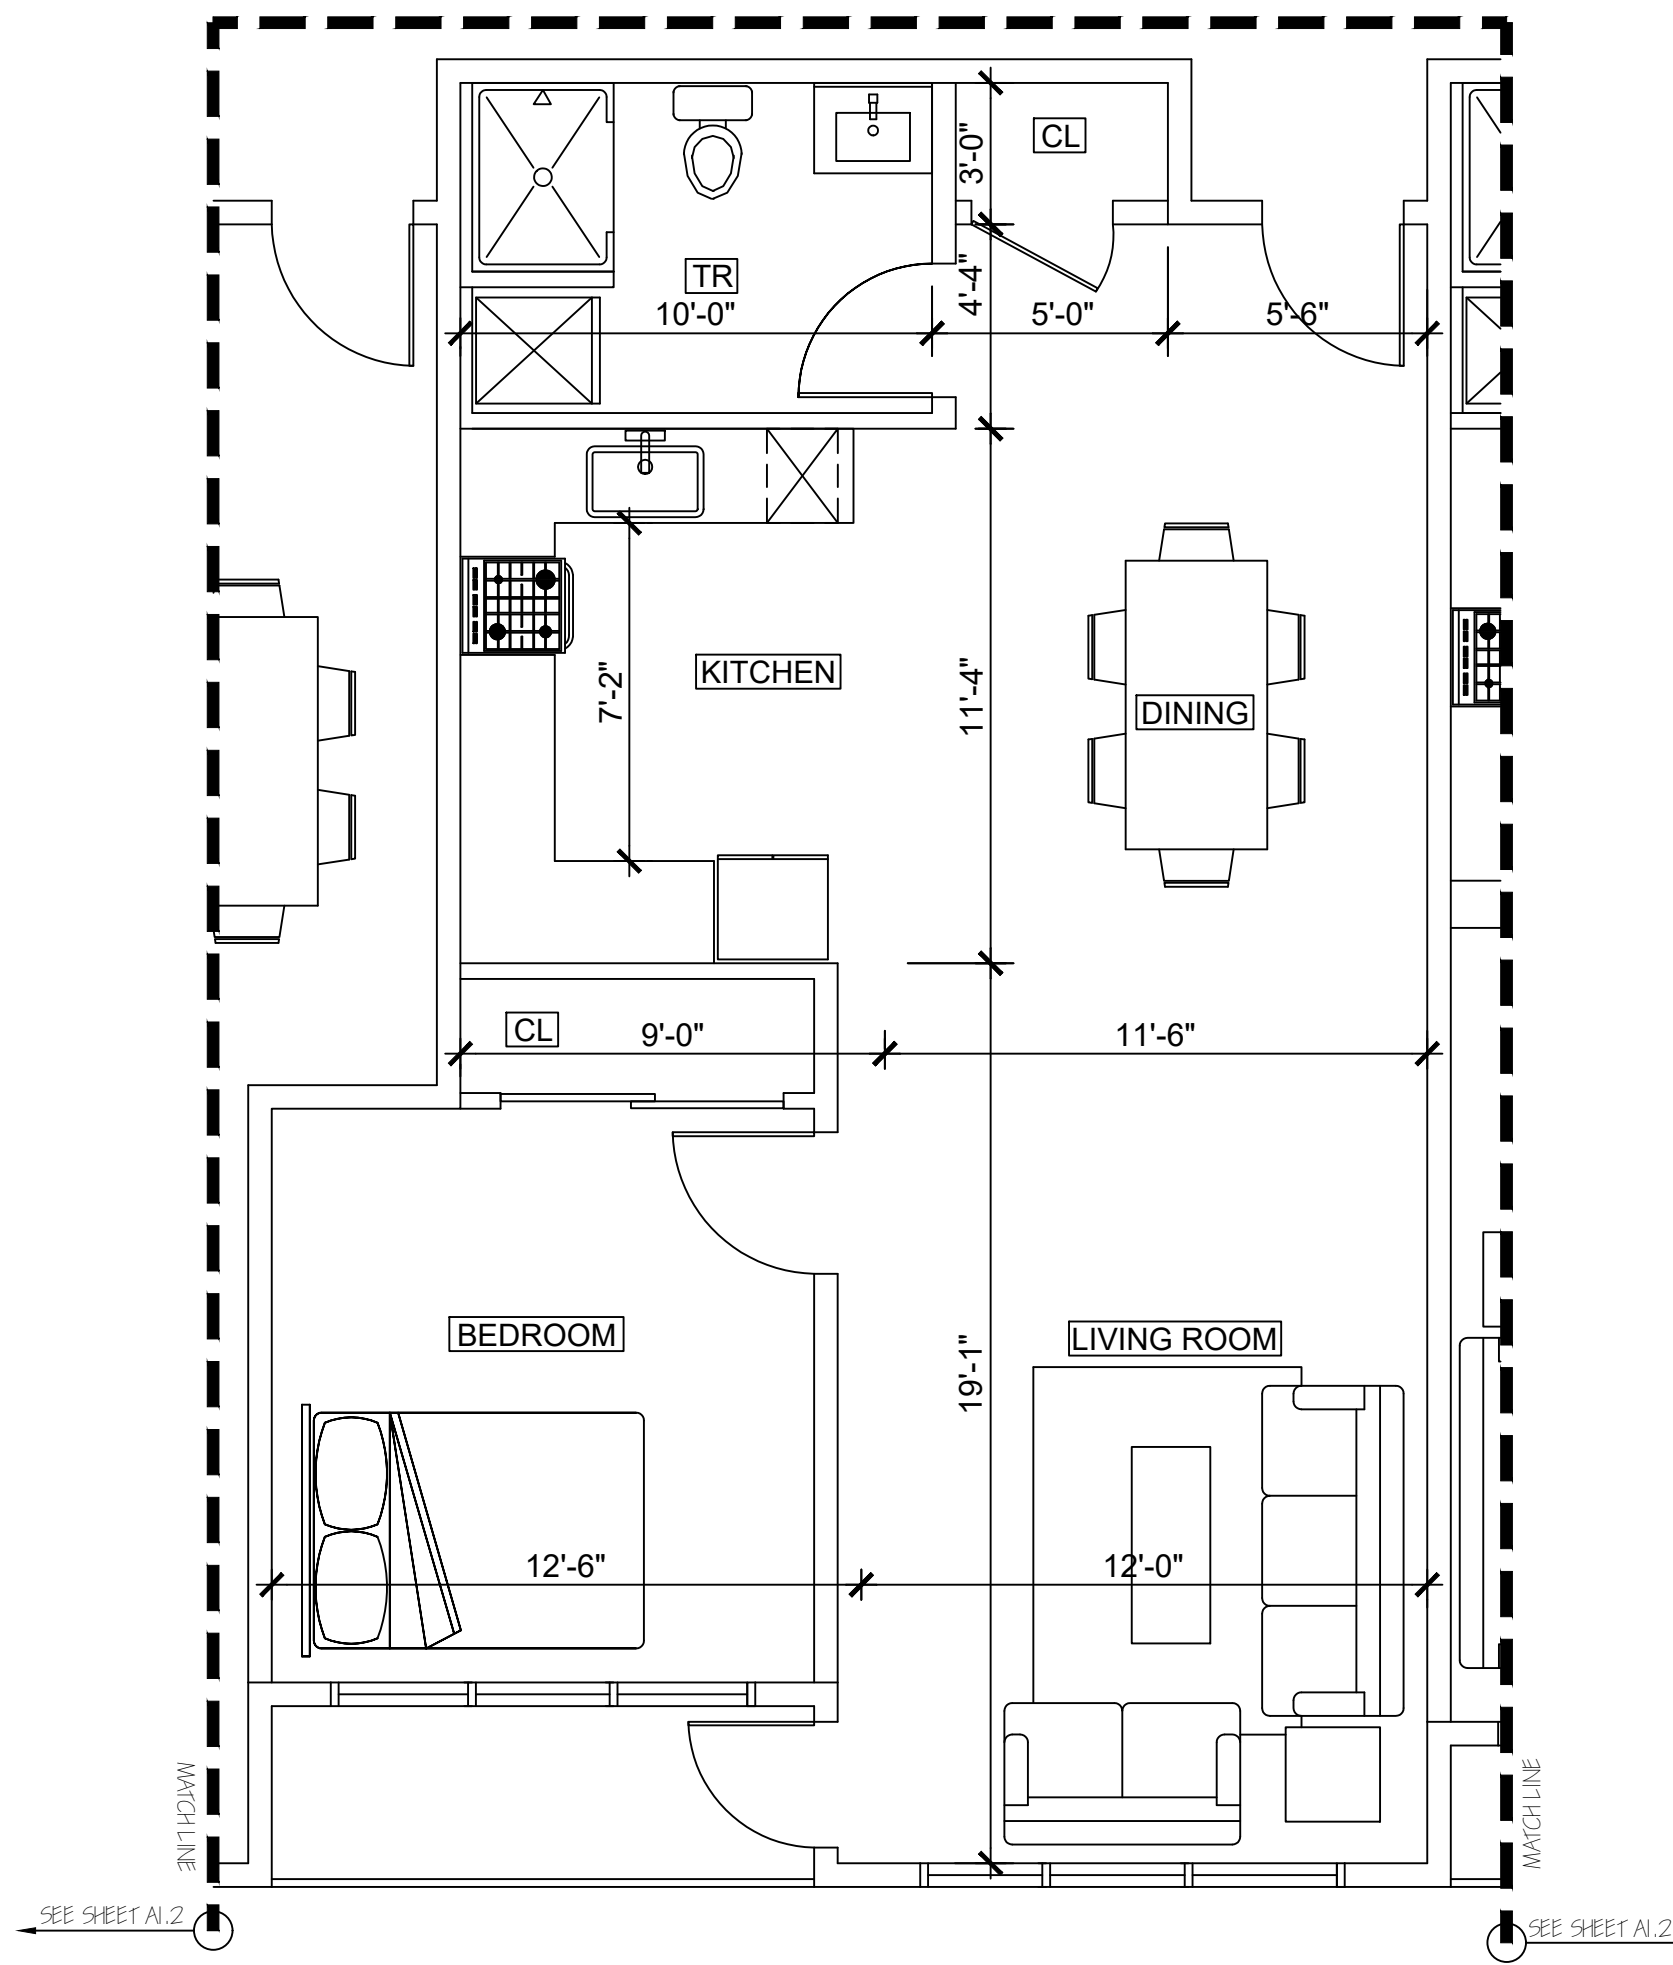 CL
3'-0"
TR
4'-4"
10'-0"
5'-0"
5'-6"
KITCHEN
7'-2"
11'-4"
DINING
CL
9'-0"
11'-6"
BEDROOM
LIVING ROOM
19'-1"
12'-6"
12'-0"
MATCH LINE
MATCH LINE
SEE SHEET A1.2
SEE SHEET A1.2